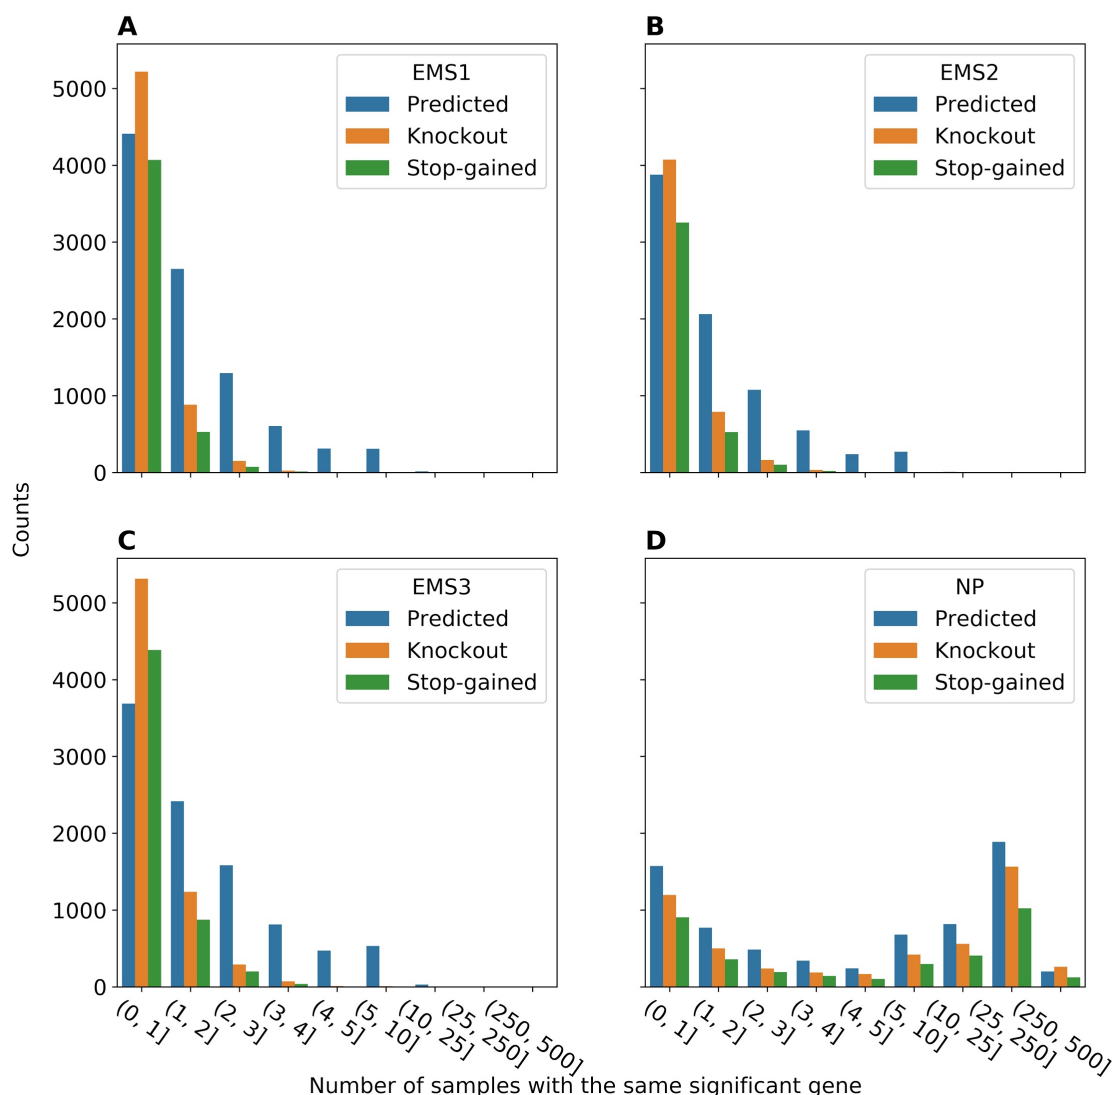 A
EMS1
Predicted
Knockout
Stop-gained
5000
4000
3000
2000
1000
0
B
EMS2
Predicted
Knockout
Stop-gained
Counts
C
EMS3
Predicted
Knockout
Stop-gained
5000
4000
3000
2000
1000
0
(0, 1]
(1, 2]
(2, 3]
(3, 4]
(4, 5]
(5, 10]
(10, 25]
(25, 250]
(250, 500]
D
NP
Predicted
Knockout
Stop-gained
(0, 1]
(1, 2]
(2, 3]
(3, 4]
(4, 5]
(5, 10]
(10, 25]
(25, 250]
(250, 500]
Number of samples with the same significant gene